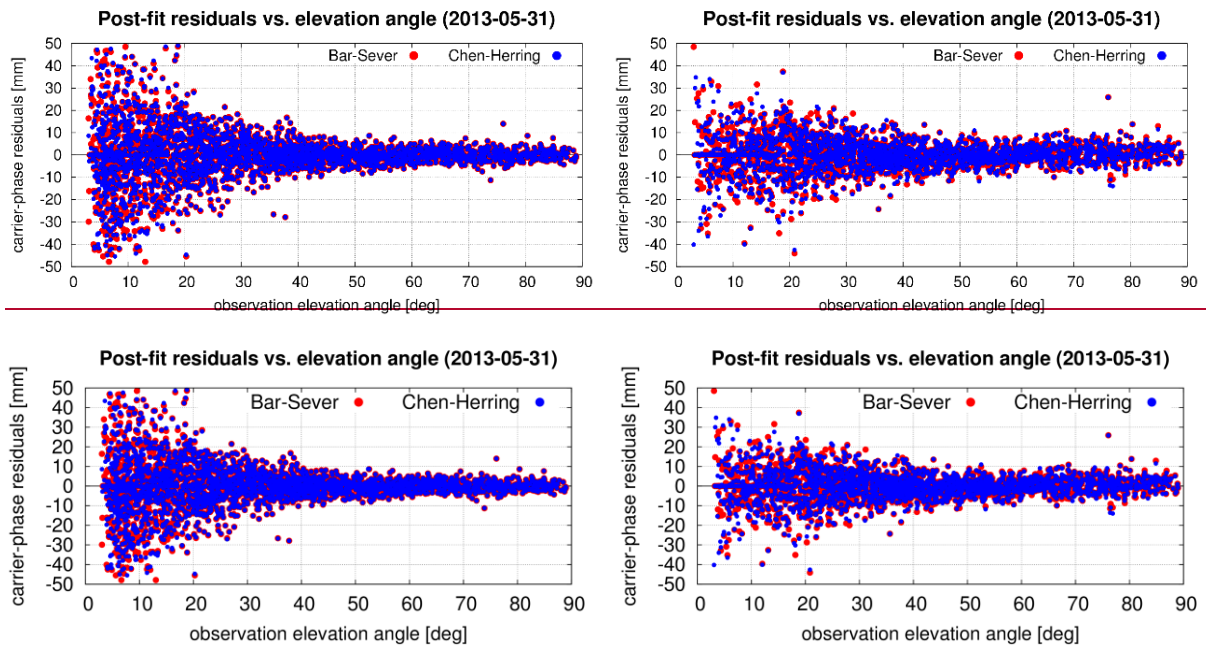 Post-fit residuals vs. elevation angle (2013-05-31)
Bar-Sever
Chen-Herring
carrier-phase residuals [mm]
50
40
30
20
10
0
-10
-20
-30
-40
-50
0 10 20 30 40 50 60 70 80 90
observation elevation angle [deg]
Post-fit residuals vs. elevation angle (2013-05-31)
Bar-Sever
Chen-Herring
carrier-phase residuals [mm]
50
40
30
20
10
0
-10
-20
-30
-40
-50
0 10 20 30 40 50 60 70 80 90
observation elevation angle [deg]
Post-fit residuals vs. elevation angle (2013-05-31)
Bar-Sever
Chen-Herring
carrier-phase residuals [mm]
50
40
30
20
10
0
-10
-20
-30
-40
-50
0 10 20 30 40 50 60 70 80 90
observation elevation angle [deg]
Post-fit residuals vs. elevation angle (2013-05-31)
Bar-Sever
Chen-Herring
carrier-phase residuals [mm]
50
40
30
20
10
0
-10
-20
-30
-40
-50
0 10 20 30 40 50 60 70 80 90
observation elevation angle [deg]